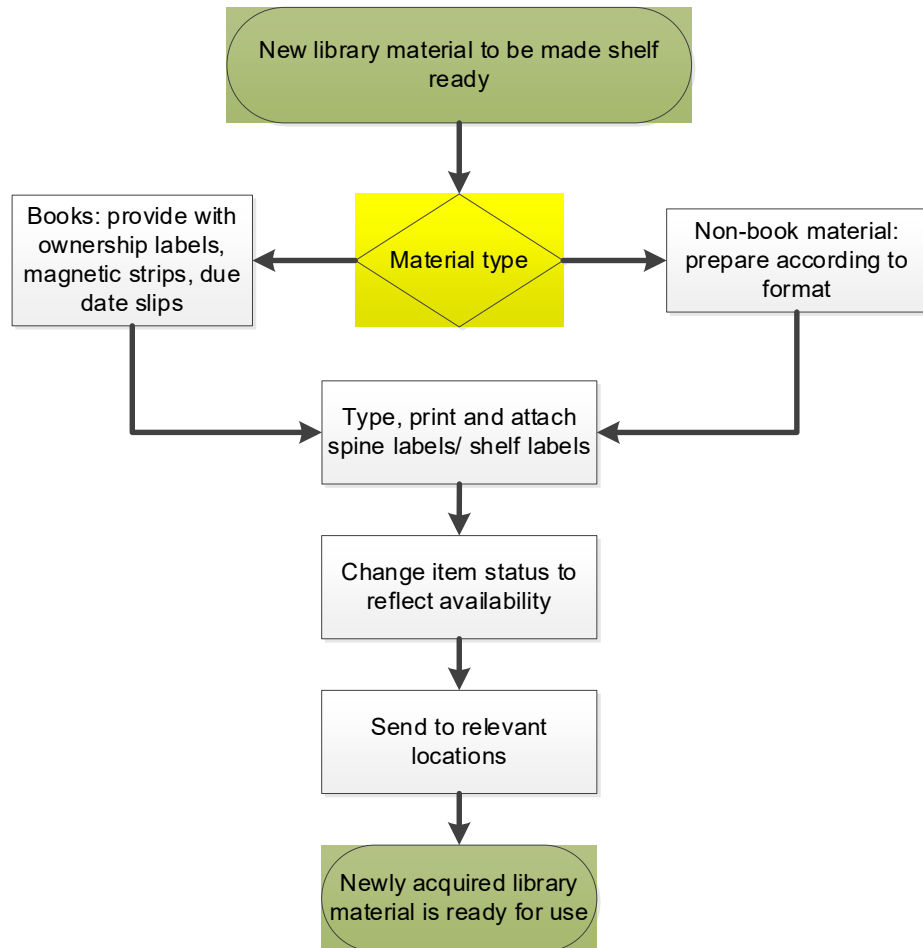 New library material to be made shelf
ready
Books: provide with
ownership labels,
magnetic strips, due
date slips
Material type
Non-book material:
prepare according to
format
Type, print and attach
spine labels/ shelf labels
Change item status to
reflect availability
Send to relevant
locations
Newly acquired library
material is ready for use